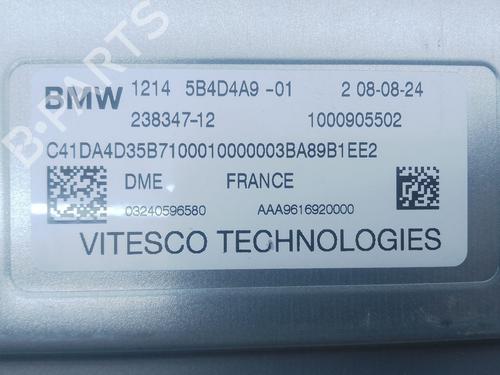 B-PARTS
BMW 1214 5B4D4A9-01 2 08-08-24
238347-12 1000905502
C41DA4D35B7100010000003BA89B1EE2
DME FRANCE
03240596580 AAA9616920000
VITESCO TECHNOLOGIES